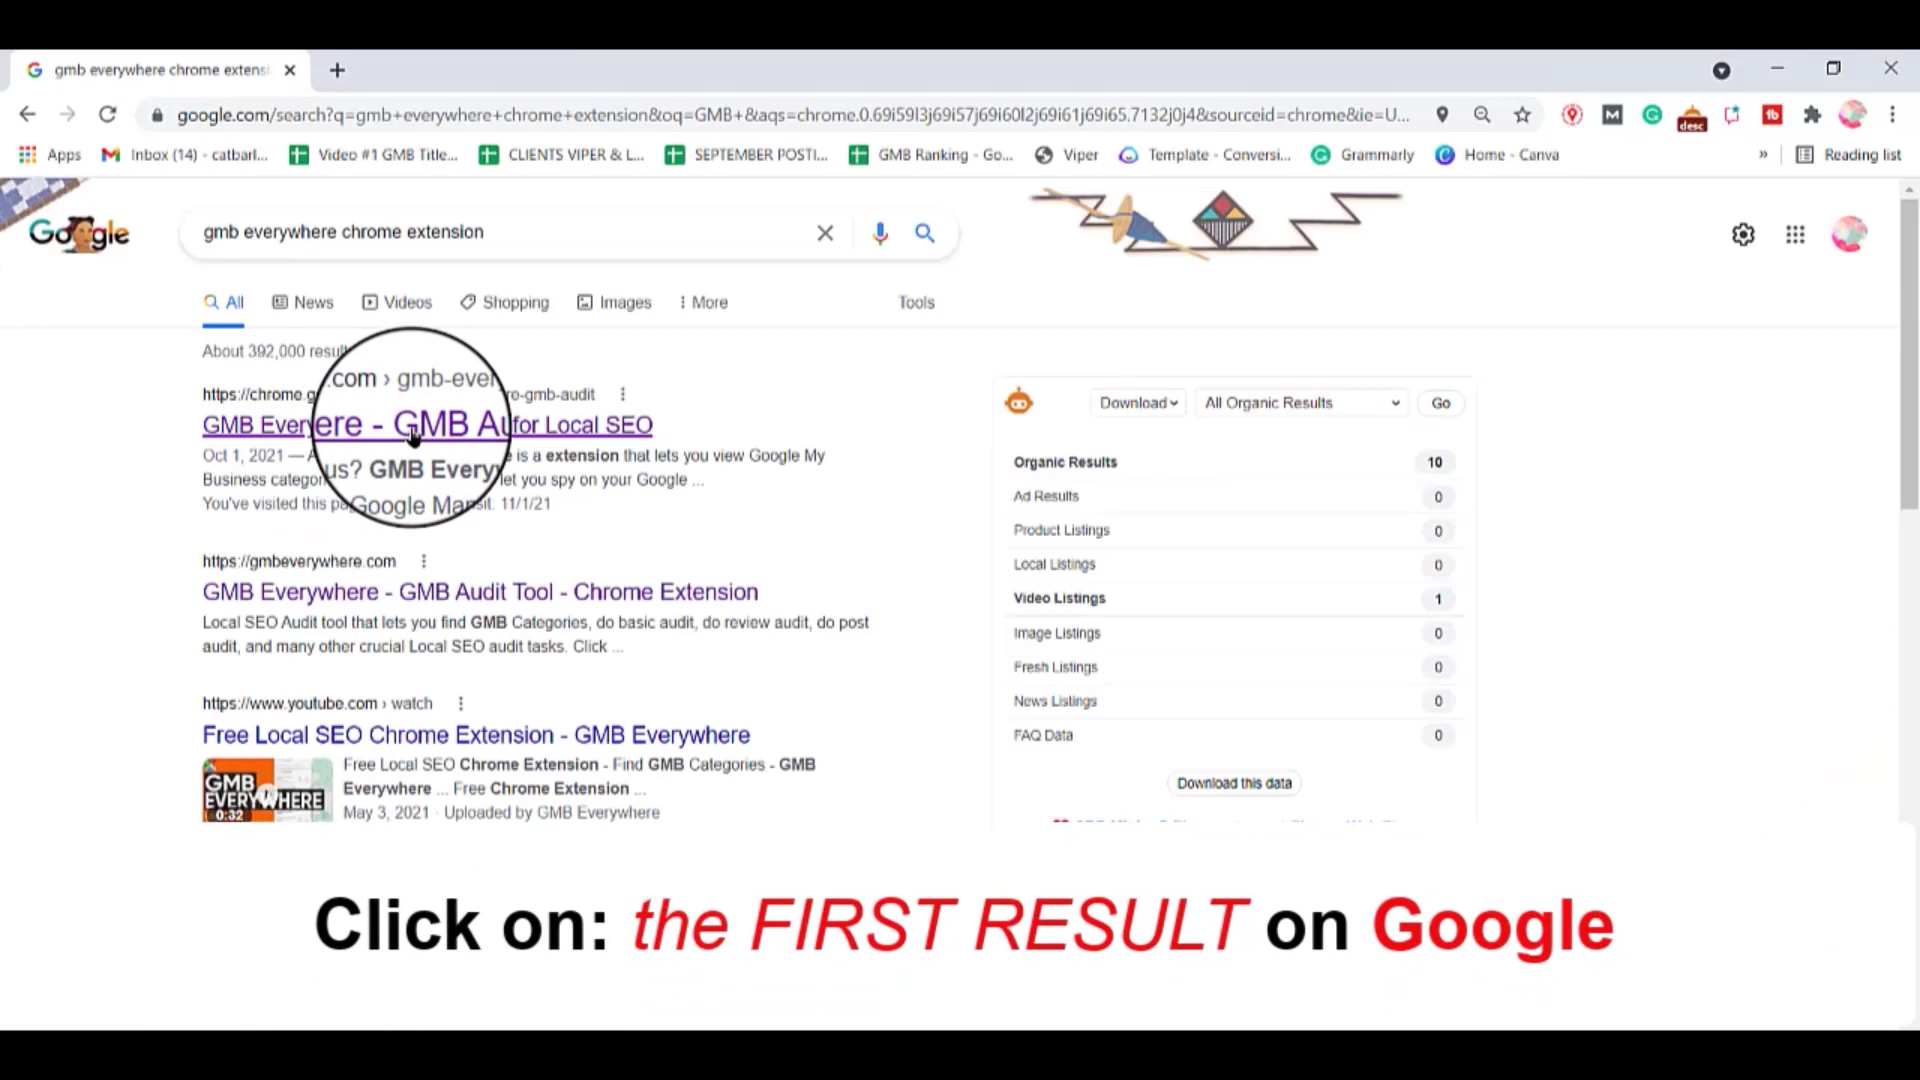 gmb everywhere chrome extensi
google.com/search?q=gmb+everywhere+chrome+extension&oq=GMB+&aqs=chrome.0.69i59l3j69i57j69i60l2j69i61j69i65.7132j0j4&sourceid=chrome&ie=U...
desc
Apps
Inbox (14) - catbarl...
Video #1 GMB Title...
CLIENTS VIPER & L...
SEPTEMBER POSTI...
GMB Ranking - Go...
Viper
Template - Conversi...
Grammarly
Home - Canva
»
Reading list
Google
gmb everywhere chrome extension
All
News
Videos
Shopping
Images
More
Tools
About 392,000 resul
https://chrome.g
.com › gmb-ever
re-gmb-audit
GMB Everywhere - GMB Au for Local SEO
Oct 1, 2021 — A us? GMB Every e is a extension that lets you view Google My
Business categor let you spy on your Google ...
You've visited this pa Google Ma sit. 11/1/21
https://gmbeverywhere.com
GMB Everywhere - GMB Audit Tool - Chrome Extension
Local SEO Audit tool that lets you find GMB Categories, do basic audit, do review audit, do post
audit, and many other crucial Local SEO audit tasks. Click ...
https://www.youtube.com › watch
Free Local SEO Chrome Extension - GMB Everywhere
GMB
EVERYWHERE
0:32
Free Local SEO Chrome Extension - Find GMB Categories - GMB
Everywhere ... Free Chrome Extension ...
May 3, 2021 · Uploaded by GMB Everywhere
Download
All Organic Results
Go
Organic Results 10
Ad Results 0
Product Listings 0
Local Listings 0
Video Listings 1
Image Listings 0
Fresh Listings 0
News Listings 0
FAQ Data 0
Download this data
Click on: the FIRST RESULT on Google